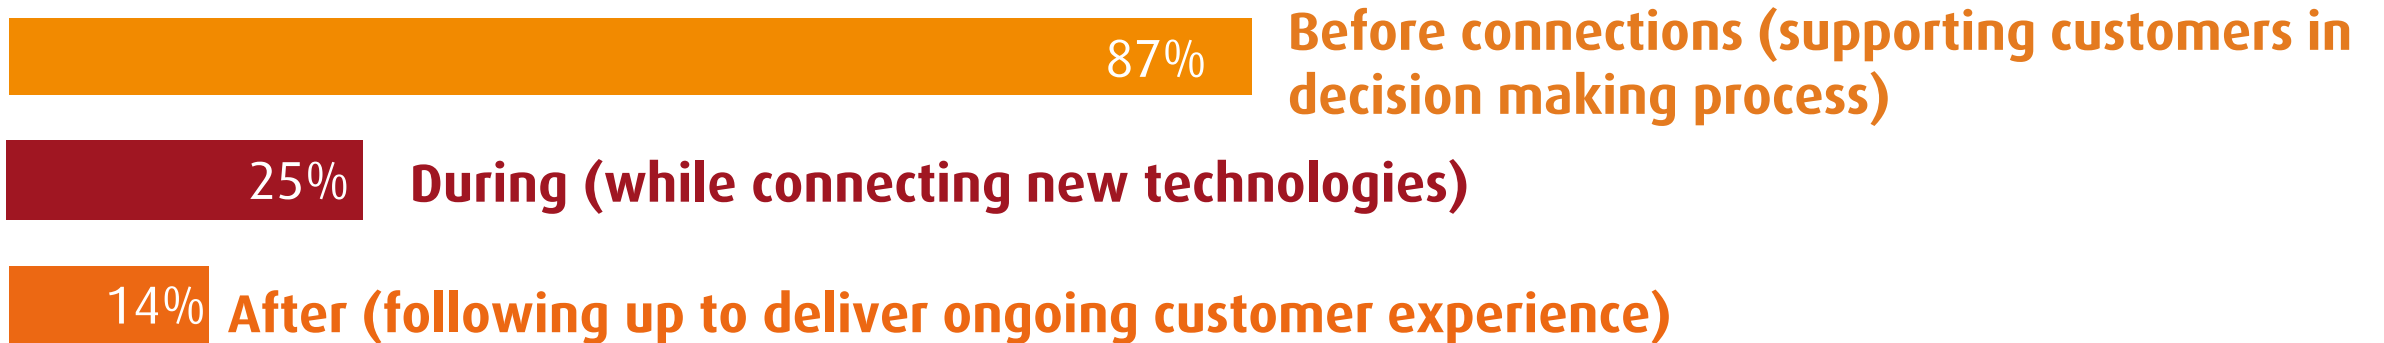 87%
Before connections (supporting customers in
decision making process)
25%
During (while connecting new technologies)
14%
After (following up to deliver ongoing customer experience)